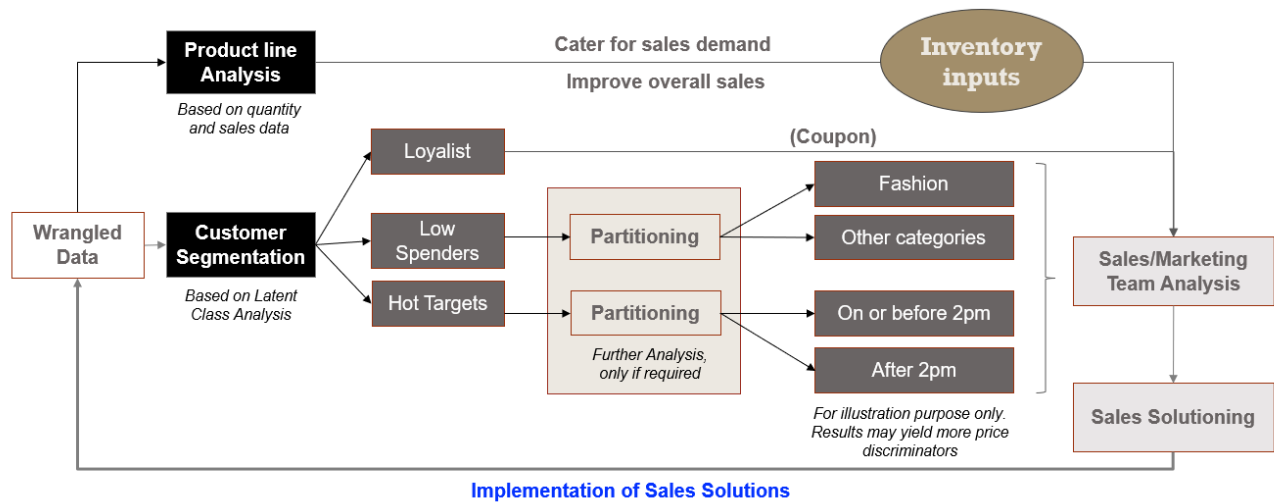 Product line
Analysis
Based on quantity
and sales data
Cater for sales demand
Improve overall sales
Inventory
inputs
(Coupon)
Loyalist
Fashion
Wrangled
Data
Customer
Segmentation
Based on Latent
Class Analysis
Low
Spenders
Partitioning
Other categories
Hot Targets
Partitioning
Further Analysis,
only if required
On or before 2pm
After 2pm
For illustration purpose only.
Results may yield more price
discriminators
Sales/Marketing
Team Analysis
Sales Solutioning
Implementation of Sales Solutions